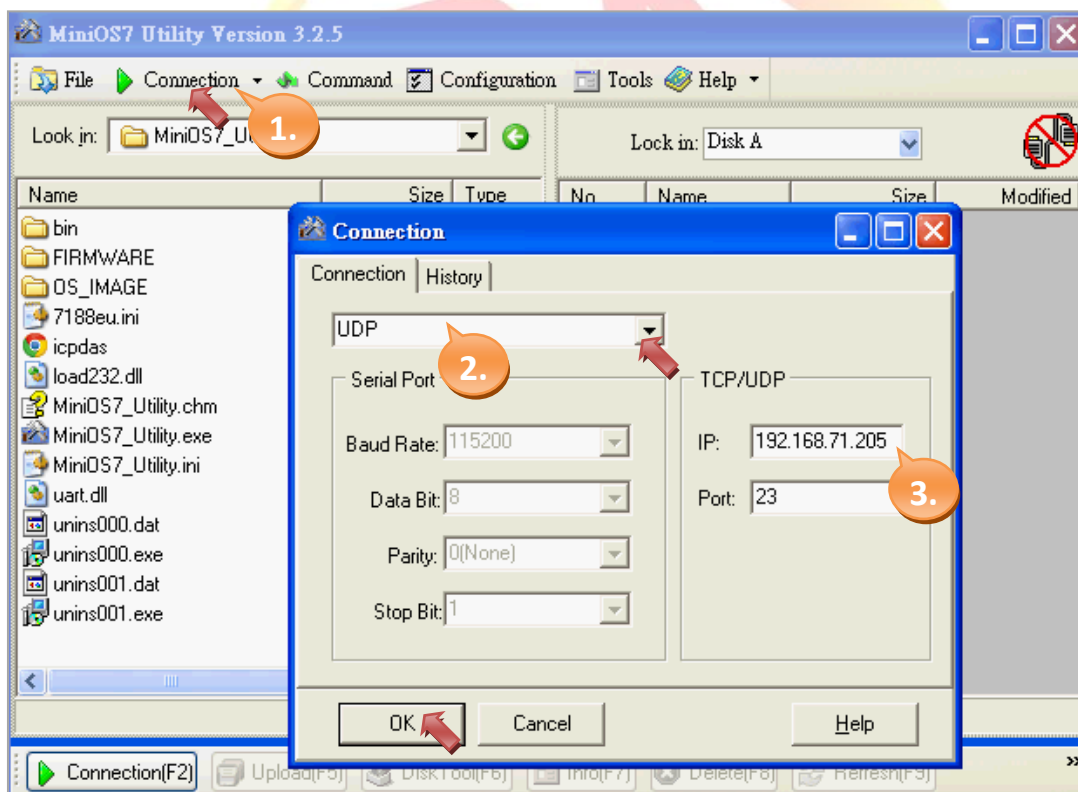 MiniOS7 Utility Version 3.2.5
File Connection Command Configuration Tools Help
1.
Look in: MiniOS7_Ut
Lock in: Disk A
Name Size Type No Name Size Modified
bin
FIRMWARE
OS_IMAGE
7188eu.ini
icpdas
load232.dll
MiniOS7_Utility.chm
MiniOS7_Utility.exe
MiniOS7_Utility.ini
uart.dll
unins000.dat
unins000.exe
unins001.dat
unins001.exe
Connection
Connection History
UDP
2.
Serial Port
Baud Rate: 115200
Data Bit: 8
Parity: 0(None)
Stop Bit: 1
TCP/UDP
IP: 192.168.71.205
3.
Port: 23
OK Cancel Help
Connection(F2) Upload(F5) DiskTool(F6) Info(F7) Delete(F8) Refresh(F9) »